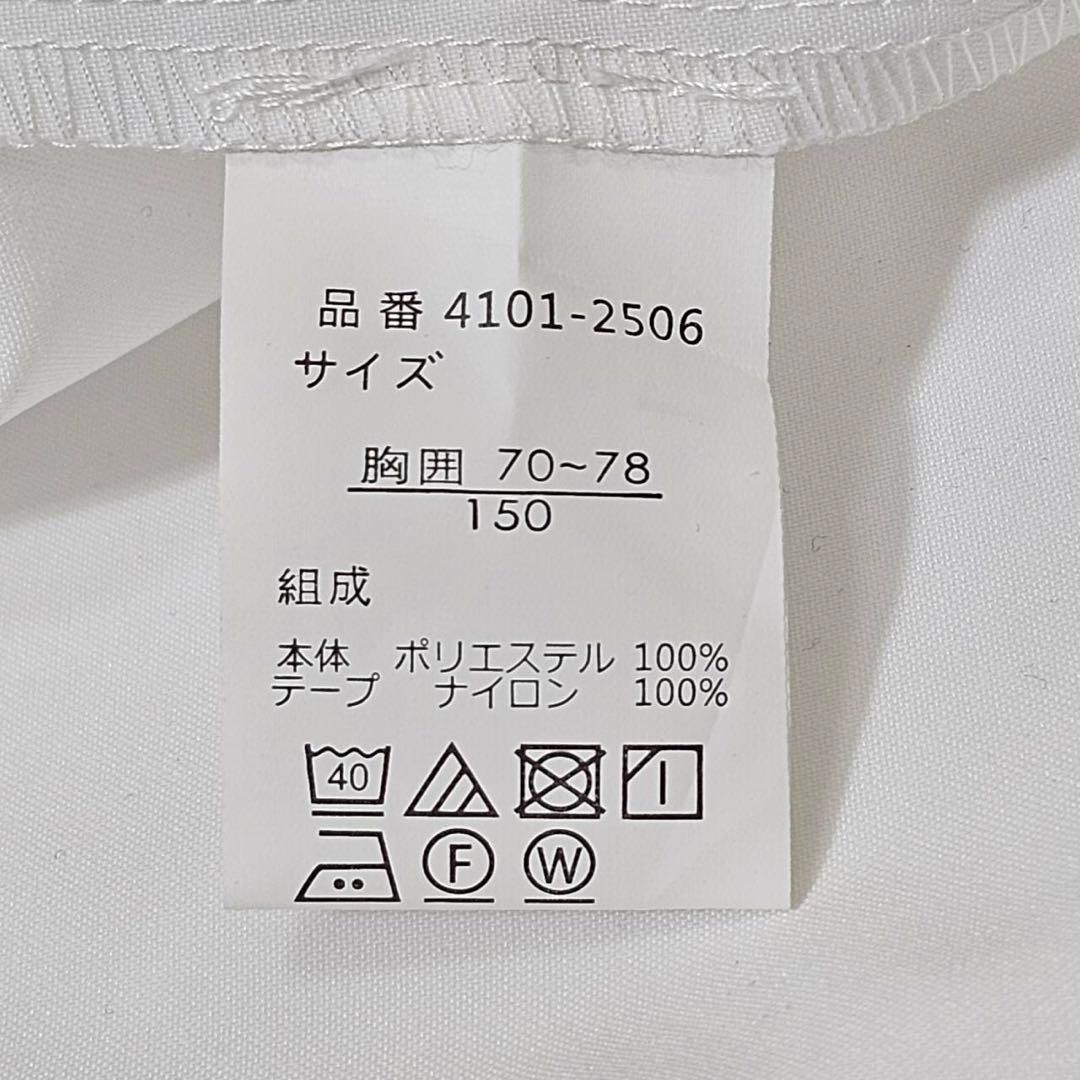 品番 4101-2506
サイズ
胸囲 70~78
150
組成
本体 ポリエステル 100%
テープ ナイロン 100%
40
F W